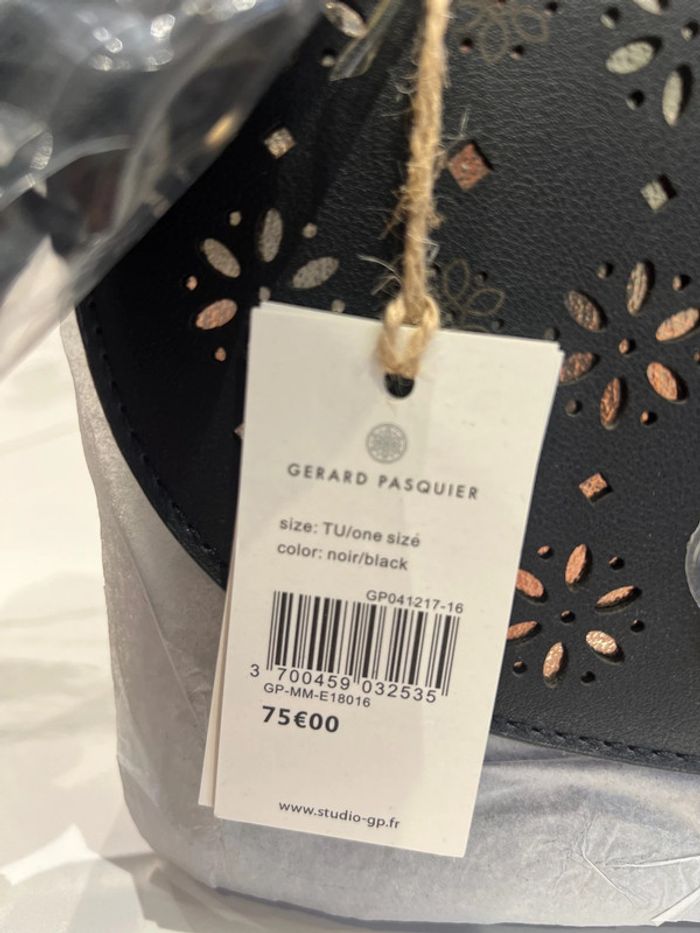 GERARD PASQUIER
size: TU/one sizé
color: noir/black
GP041217-16
3 700459 032535
GP-MM-E18016
75€00
www.studio-gp.fr